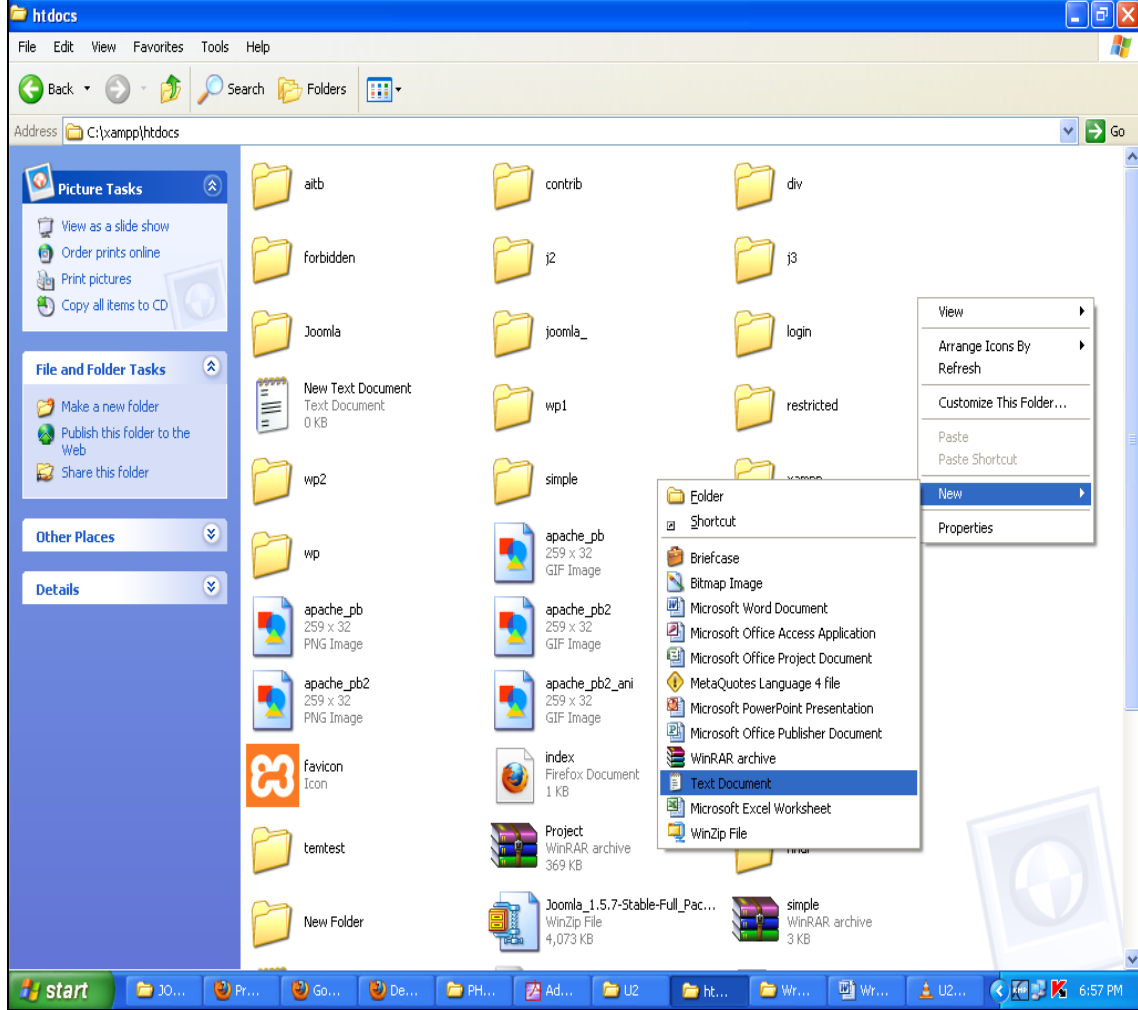 htdocs
File Edit View Favorites Tools Help
Back Search Folders
Address C:\xampp\htdocs Go
Picture Tasks
View as a slide show
Order prints online
Print pictures
Copy all items to CD
File and Folder Tasks
Make a new folder
Publish this folder to the
Web
Share this folder
Other Places
Details
aitb
contrib
div
forbidden
j2
j3
Joomla
joomla_
login
New Text Document
Text Document
0 KB
wp1
restricted
wp2
simple
xampp
wp
apache_pb
259 x 32
GIF Image
apache_pb
259 x 32
PNG Image
apache_pb2
259 x 32
GIF Image
apache_pb2
259 x 32
PNG Image
apache_pb2_ani
259 x 32
GIF Image
favicon
Icon
index
Firefox Document
1 KB
temtest
Project
WinRAR archive
369 KB
New Folder
Joomla_1.5.7-Stable-Full_Pac...
WinZip File
4,073 KB
simple
WinRAR archive
3 KB
View
Arrange Icons By
Refresh
Customize This Folder...
Paste
Paste Shortcut
New
Properties
Folder
Shortcut
Briefcase
Bitmap Image
Microsoft Word Document
Microsoft Office Access Application
Microsoft Office Project Document
MetaQuotes Language 4 file
Microsoft PowerPoint Presentation
Microsoft Office Publisher Document
WinRAR archive
Text Document
Microsoft Excel Worksheet
WinZip File
start JO... Pr... Go... De... PH... Ad... U2 ht... Wr... Wr... U2... 6:57 PM